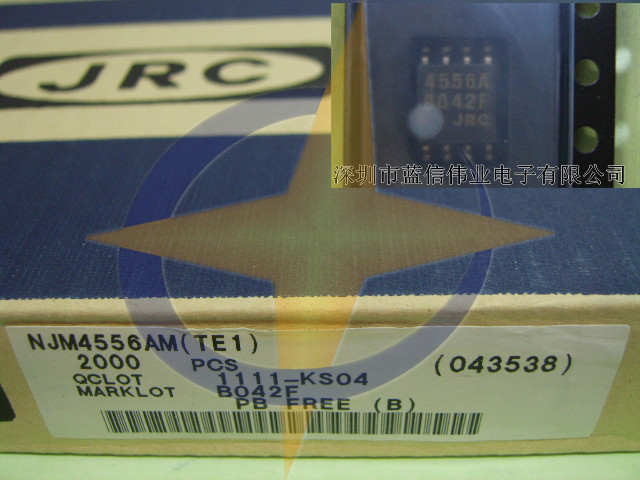 JRC
4556A
B042F
JRC
深圳市蓝信伟业电子有限公司
NJM4556AM(TE1)
2000 PCS (043538)
QCLOT 1111-KS04
MARKLOT B042F
PB FREE (B)